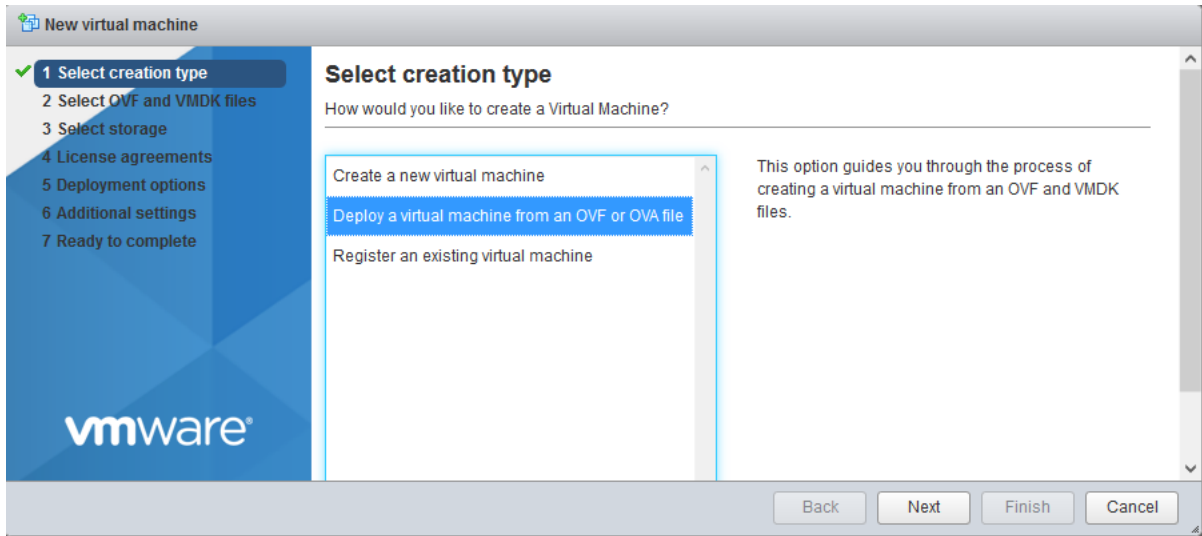 New virtual machine
1 Select creation type
2 Select OVF and VMDK files
3 Select storage
4 License agreements
5 Deployment options
6 Additional settings
7 Ready to complete
vmware®
Select creation type
How would you like to create a Virtual Machine?
Create a new virtual machine
Deploy a virtual machine from an OVF or OVA file
Register an existing virtual machine
This option guides you through the process of
creating a virtual machine from an OVF and VMDK
files.
Back Next Finish Cancel